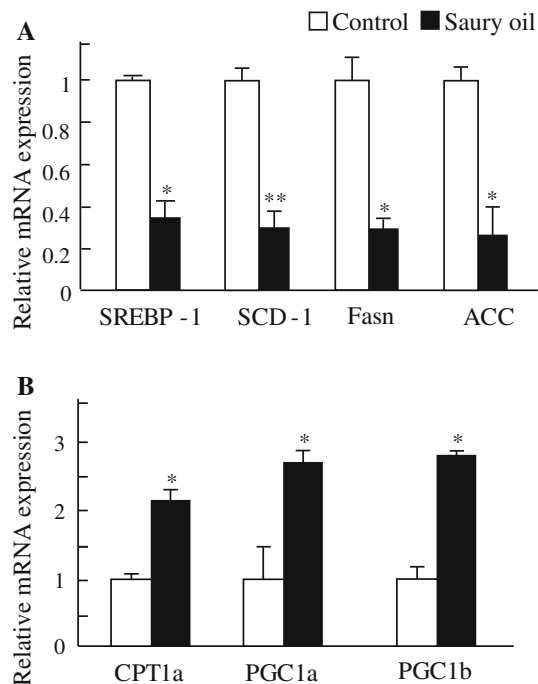 A
Control Saury oil
Relative mRNA expression
1
0.8
0.6
0.4
0.2
0
* ** * *
SREBP - 1 SCD - 1 Fasn ACC
B
Relative mRNA expression
3
2
1
0
* * *
CPT1a PGC1a PGC1b